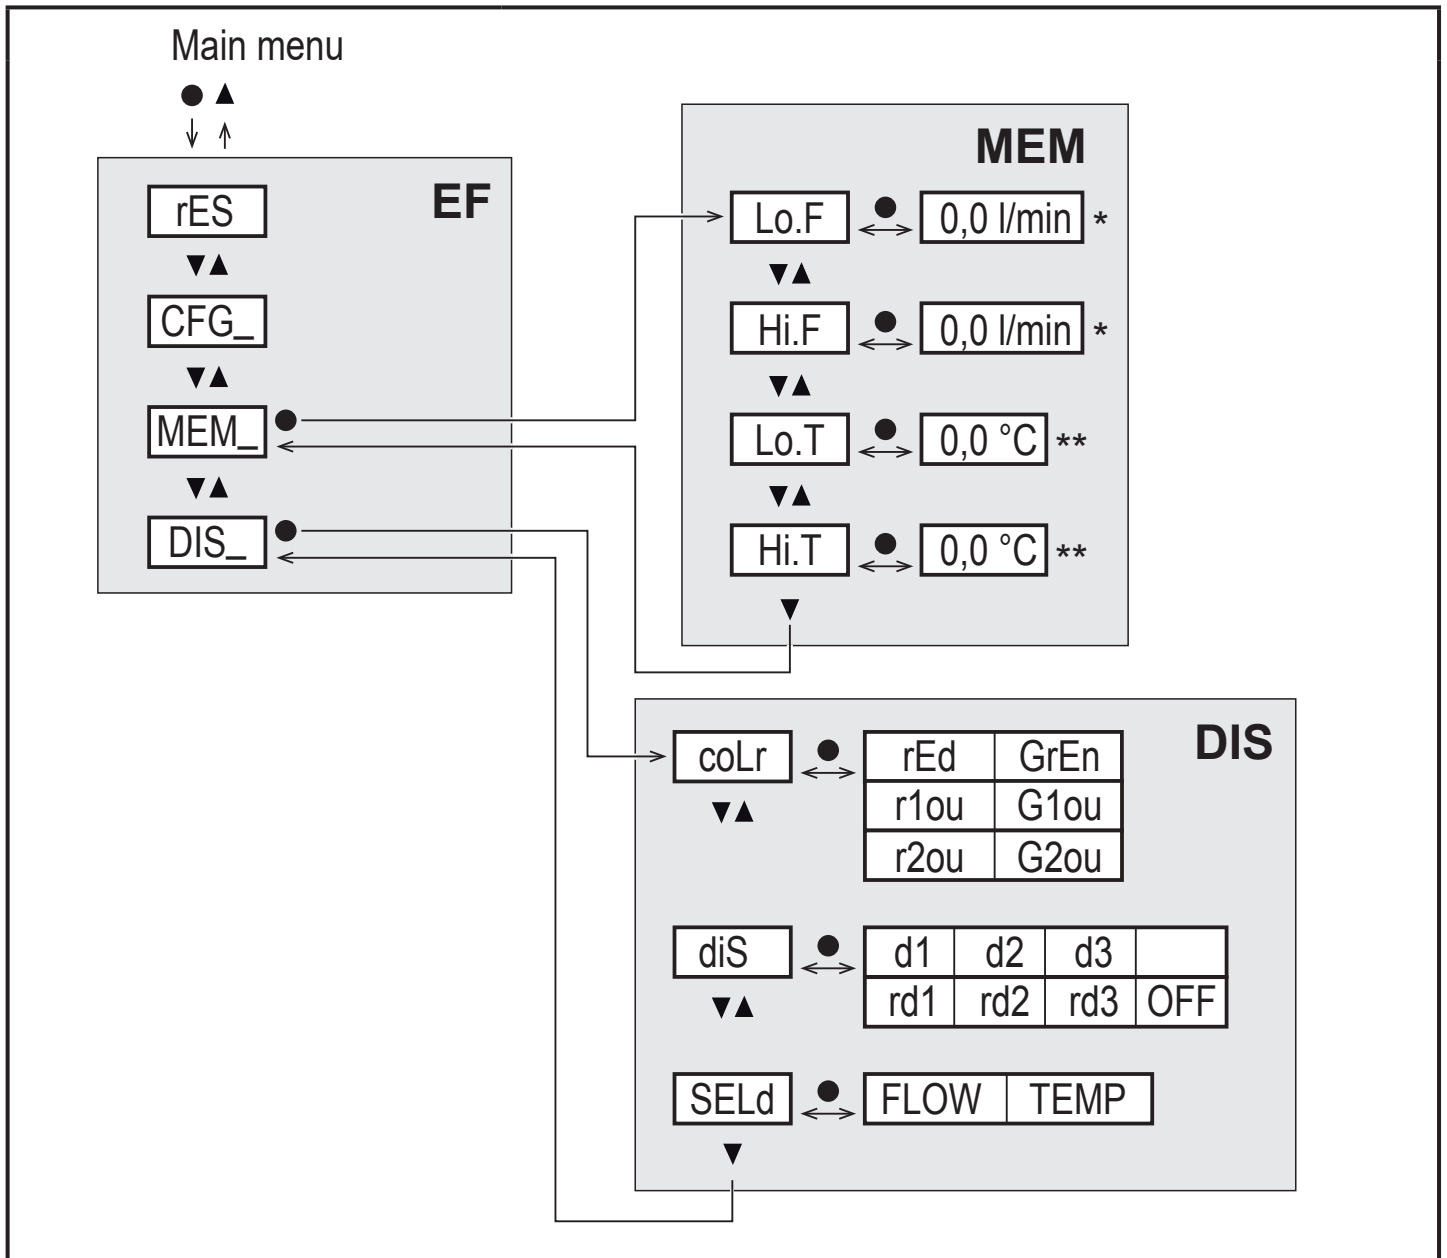 Main menu
EF
rES
CFG_
MEM_
DIS_
MEM
Lo.F 0,0 l/min *
Hi.F 0,0 l/min *
Lo.T 0,0 °C **
Hi.T 0,0 °C **
DIS
coLr rEd GrEn
r1ou G1ou
r2ou G2ou
diS d1 d2 d3
rd1 rd2 rd3 OFF
SELd FLOW TEMP